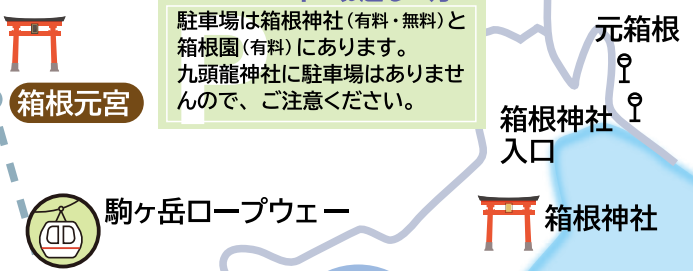 駐車場は箱根神社(有料・無料)と
箱根園(有料)にあります。
九頭龍神社に駐車場はありませ
んので、ご注意ください。
元箱根
箱根元宮
箱根神社
入口
駒ヶ岳ロープウェー
箱根神社